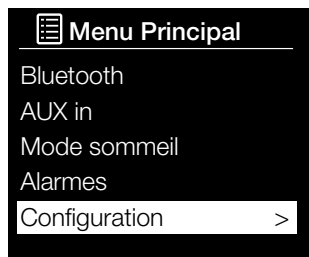 Menu Principal
Bluetooth
AUX in
Mode sommeil
Alarmes
Configuration >